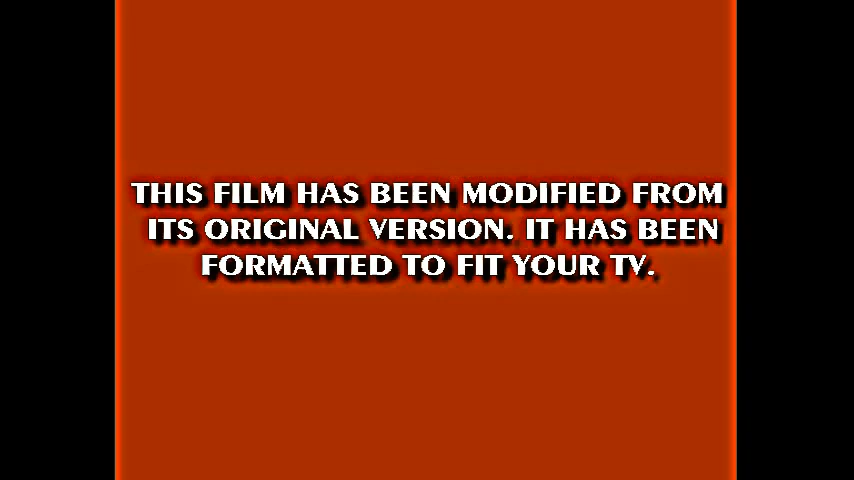 THIS FILM HAS BEEN MODIFIED FROM
ITS ORIGINAL VERSION. IT HAS BEEN
FORMATTED TO FIT YOUR TV.